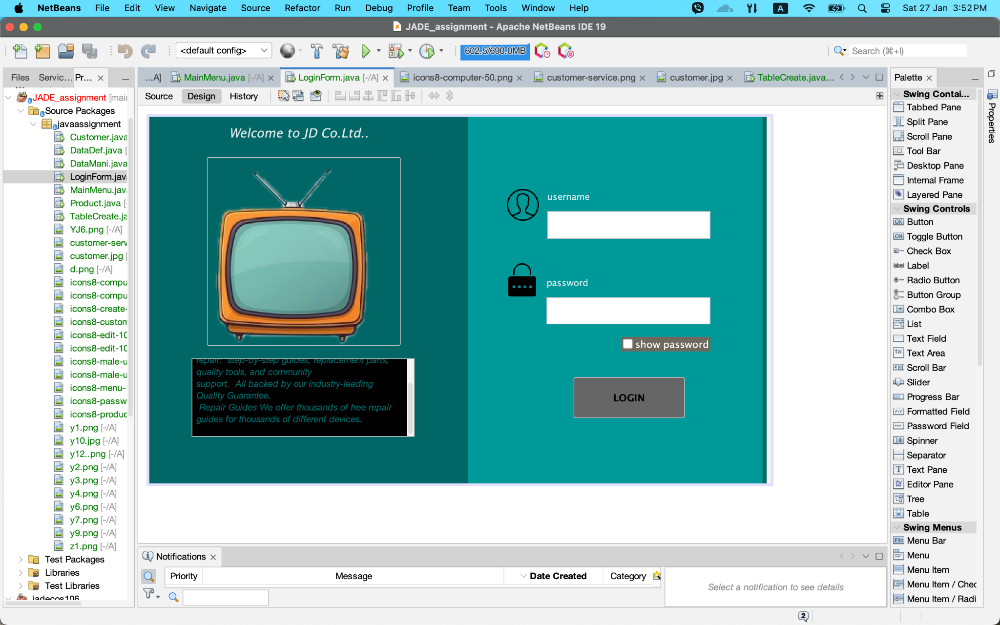 NetBeans File Edit View Navigate Source Refactor Run Debug Profile Team Tools Window Help A Sat 27 Jan 3:52 PM
JADE_assignment - Apache NetBeans IDE 19
<default config> 602.5/690.0MB Search (⌘+I)
Files Servic... Pr...
...A] MainMenu.java [-/A] LoginForm.java [-/A] icons8-computer-50.png customer-service.png customer.jpg TableCreate.java...
Source Design History
JADE_assignment [mai
Source Packages
javaassignment
Customer.java
DataDef.java [
DataMani.java
LoginForm.jav
MainMenu.jav
Product.java [-
TableCreate.ja
YJ6.png [-/A]
customer-serv
customer.jpg [
d.png [-/A]
icons8-compu
icons8-compu
icons8-create-
icons8-custom
icons8-edit-10
icons8-edit-10
icons8-male-u
icons8-male-u
icons8-menu-
icons8-passw
icons8-produc
y1.png [-/A]
y10.jpg [-/A]
y12..png [-/A]
y2.png [-/A]
y3.png [-/A]
y4.png [-/A]
y6.png [-/A]
y7.png [-/A]
y9.png [-/A]
z1.png [-/A]
Test Packages
Libraries
Test Libraries
jadecos106
Welcome to JD Co.Ltd..
repair: step-by-step guides, replacement parts,
quality tools, and community
support. All backed by our industry-leading
Quality Guarantee.
Repair Guides We offer thousands of free repair
guides for thousands of different devices.
username
password
show password
LOGIN
Notifications
Priority Message Date Created Category
Select a notification to see details
2
Palette
Swing Contai...
Tabbed Pane
Split Pane
Scroll Pane
Tool Bar
Desktop Pane
Internal Frame
Layered Pane
Swing Controls
OK Button
ON Toggle Button
Check Box
label Label
Radio Button
Button Group
Combo Box
List
Text Field
tx Text Area
Scroll Bar
Slider
Progress Bar
Formatted Field
Password Field
Spinner
Separator
T Text Pane
Editor Pane
Tree
Table
Swing Menus
File Menu Bar
Menu
Menu Item
Menu Item / Chec
Menu Item / Radi
Properties